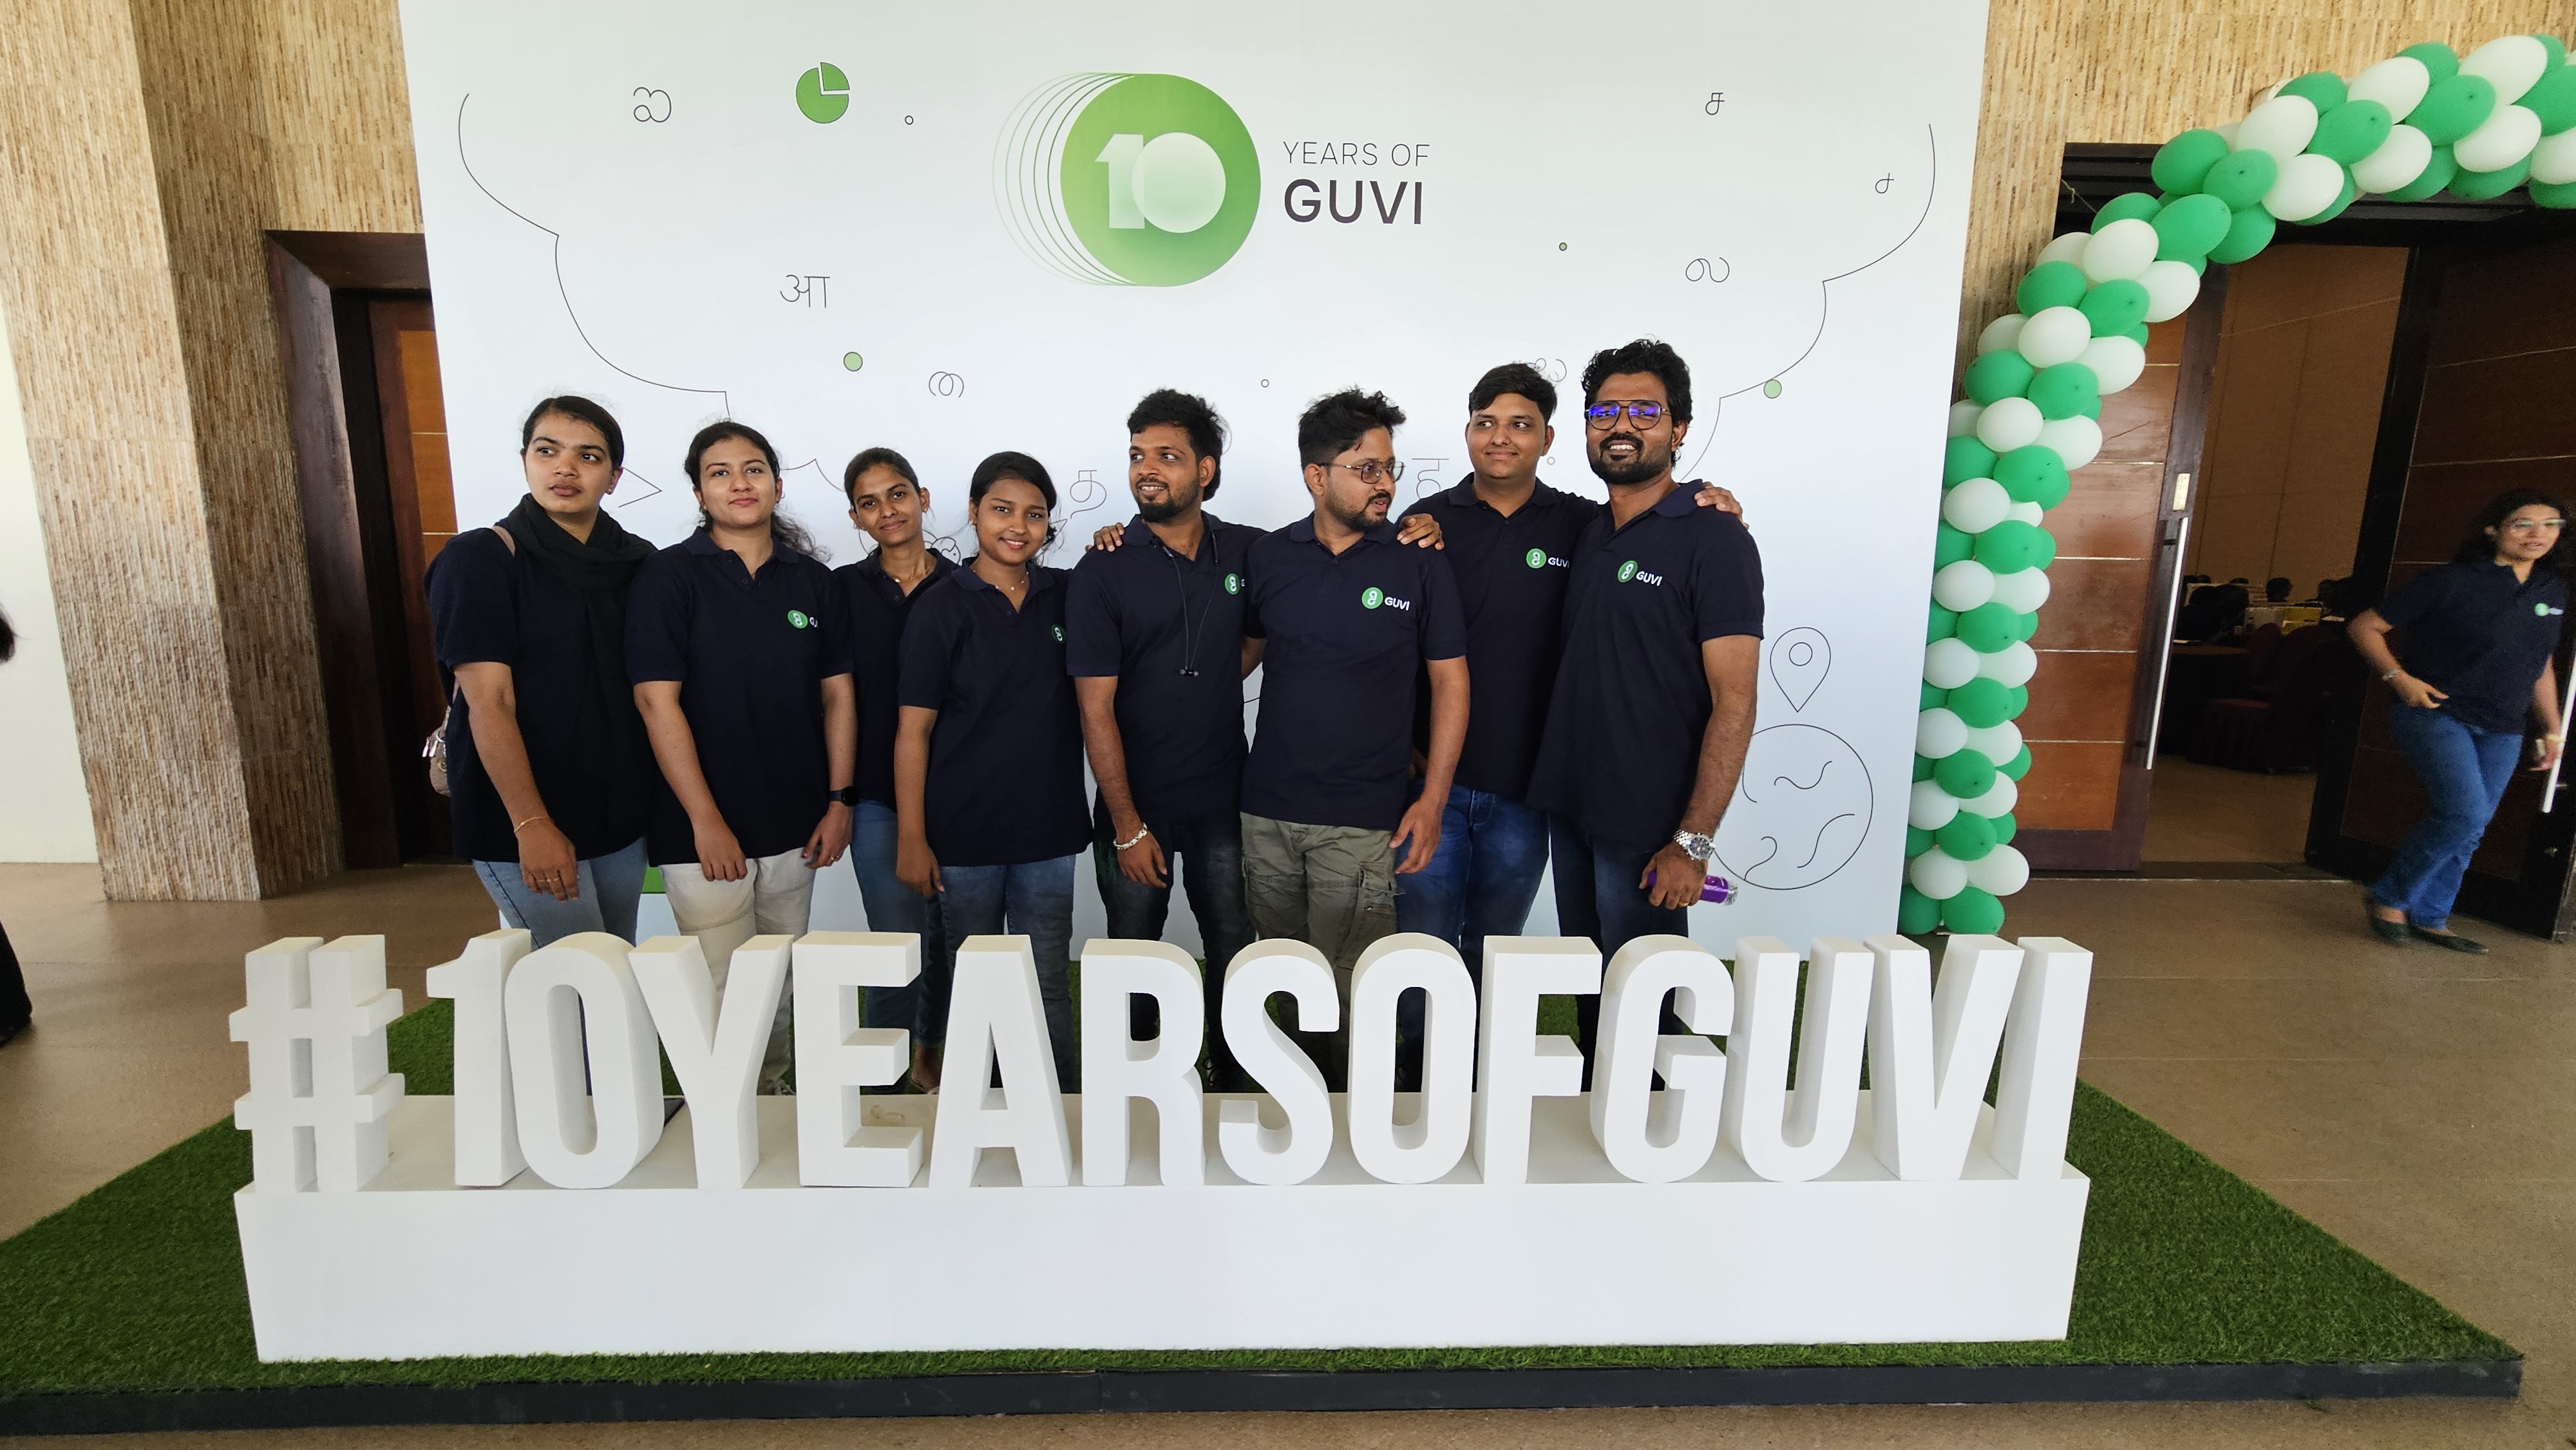 ஐ
ச
10
YEARS OF
GUVI
ச
आ
ல
த
த
ह
GUVI
GUVI
GUVI
#10YEARSOFGUVI